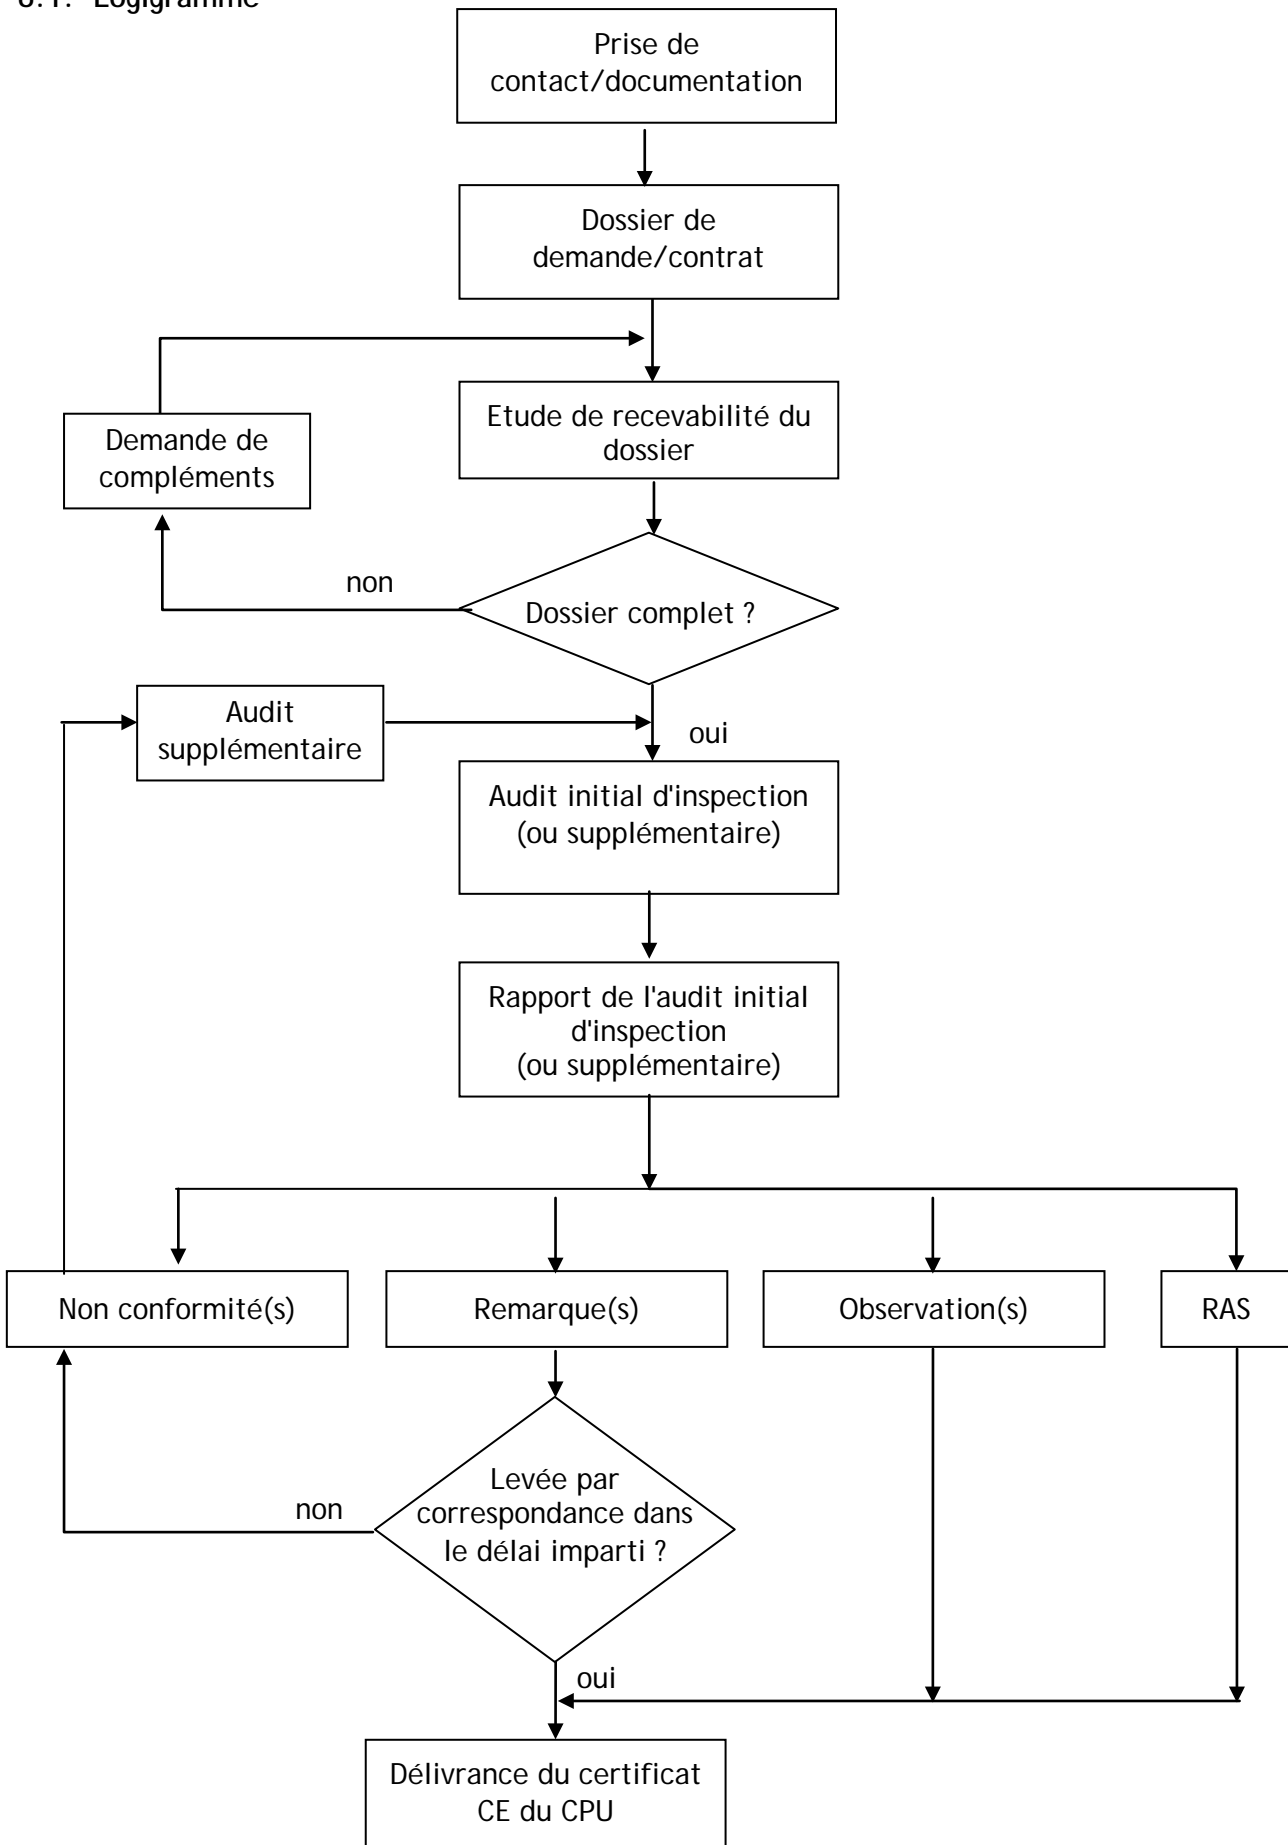 Logigramme
Prise de
contact/documentation
Dossier de
demande/contrat
Etude de recevabilité du
dossier
Demande de
compléments
non
Dossier complet ?
Audit
supplémentaire
oui
Audit initial d'inspection
(ou supplémentaire)
Rapport de l'audit initial
d'inspection
(ou supplémentaire)
Non conformité(s)
Remarque(s)
Observation(s)
RAS
Levée par
correspondance dans
le délai imparti ?
non
oui
Délivrance du certificat
CE du CPU